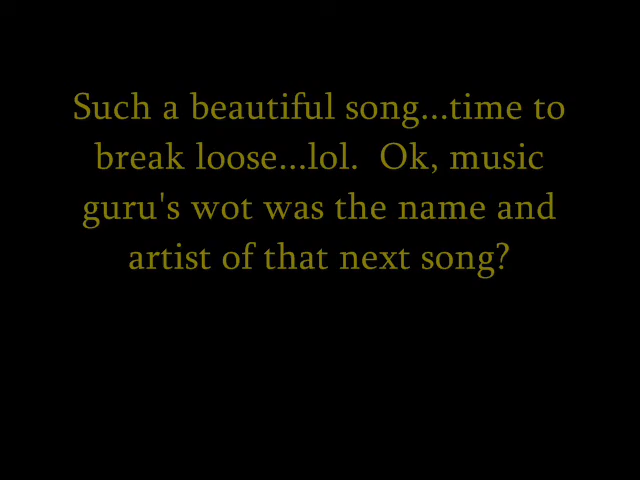 Such a beautiful song...time to
break loose...lol.  Ok, music
guru's wot was the name and
artist of that next song?